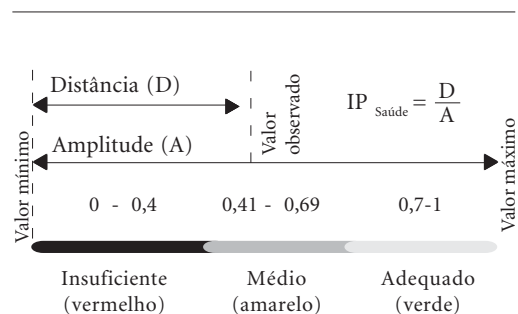 Distância (D)
Valor
observado
IP Saúde = D
A
Amplitude (A)
Valor mínimo
Valor máximo
0 - 0,4
0,41 - 0,69
0,7-1
Insuficiente
(vermelho)
Médio
(amarelo)
Adequado
(verde)